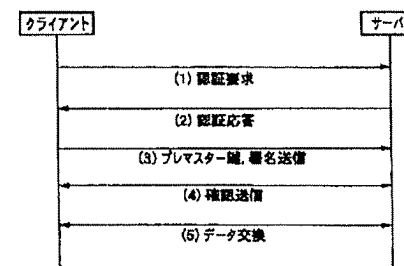 クライアント
サーバ
(1) 認証要求
(2) 認証応答
(3) プレマスター鍵, 署名送信
(4) 確認送信
(5) データ交換